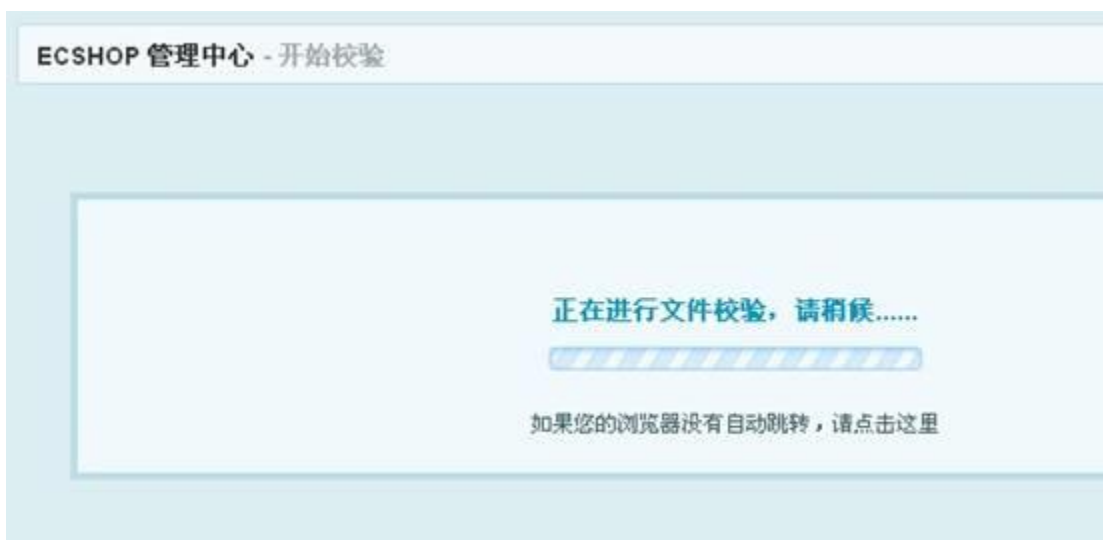 ECSHOP 管理中心 - 开始校验
正在进行文件校验，请稍候......
如果您的浏览器没有自动跳转，请点击这里